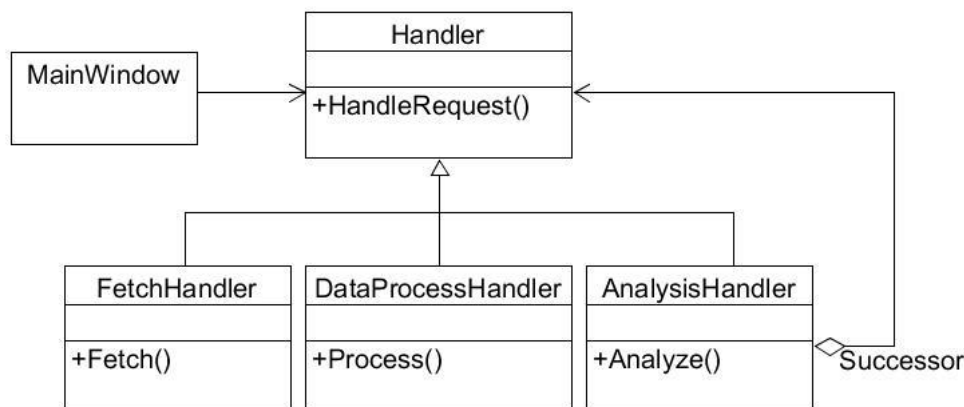 Handler
MainWindow
+HandleRequest()
FetchHandler
DataProcessHandler
AnalysisHandler
+Fetch()
+Process()
+Analyze()
Successor